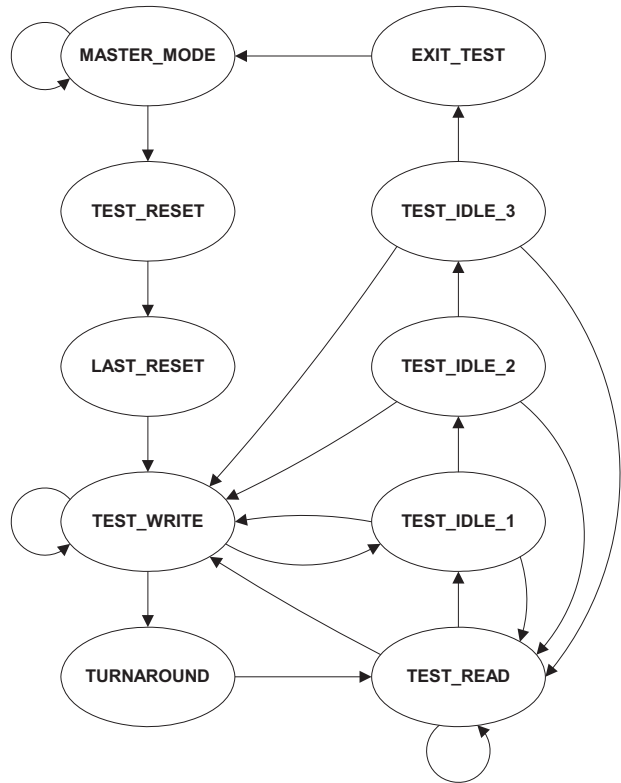 MASTER_MODE
EXIT_TEST
TEST_RESET
TEST_IDLE_3
LAST_RESET
TEST_IDLE_2
TEST_WRITE
TEST_IDLE_1
TURNAROUND
TEST_READ